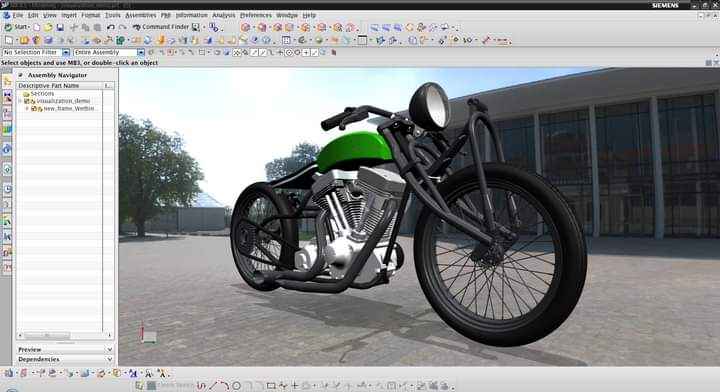 SIEMENS
File Edit View Insert Format Tools Assemblies PMI Information Analysis Preferences Window Help
Start Command Finder
No Selection Filter Entire Assembly
Select objects and use MB3, or double-click an object
Assembly Navigator
Descriptive Part Name
Sections
visualization_demo
new_frame_Wetbin...
Preview
Dependencies